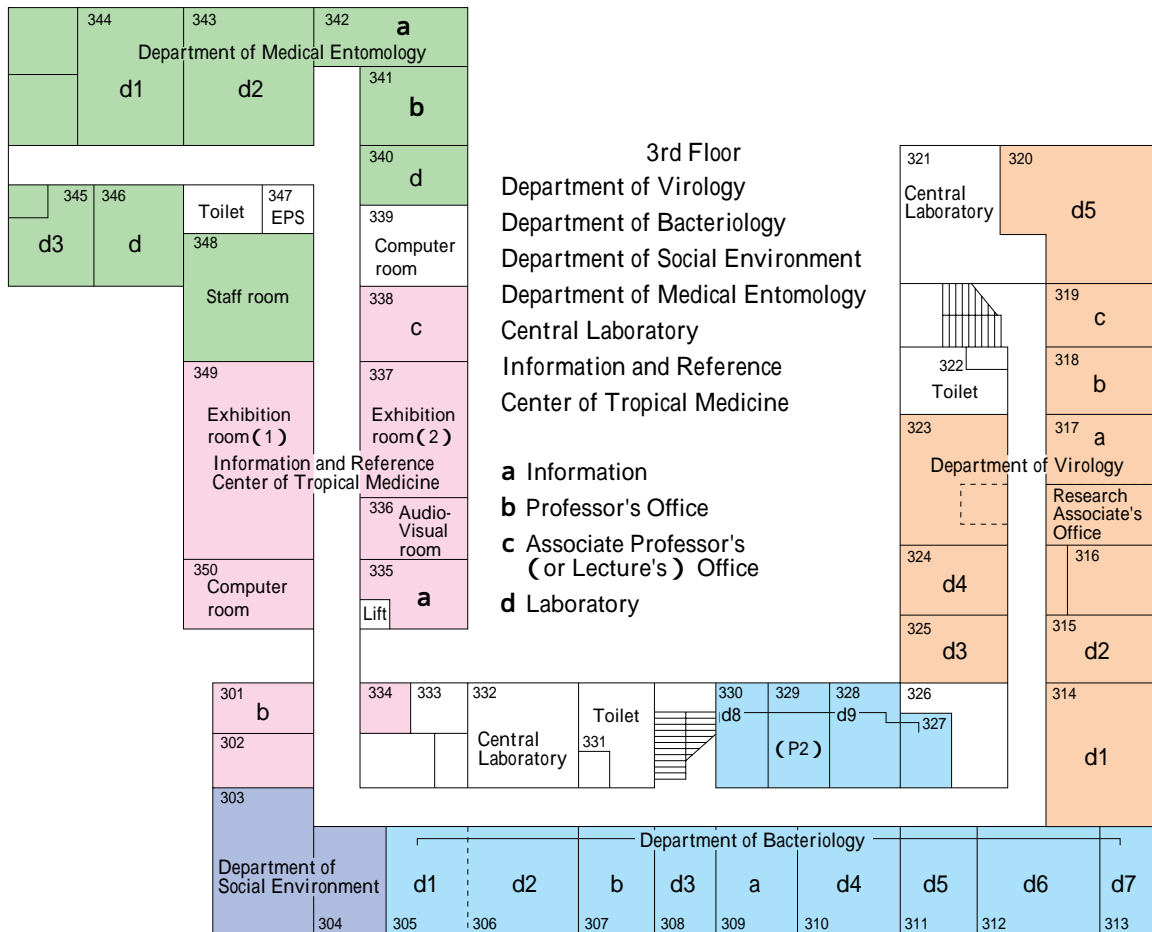 344
343
342
a
Department of Medical Entomology
d1
d2
341
b
340
d
345
346
347
d3
d
Toilet
EPS
339
Computer
room
348
Staff room
338
c
349
Exhibition
room(1)
337
Exhibition
room(2)
Information and Reference
Center of Tropical Medicine
336
Audio-
Visual
room
350
Computer
room
335
a
Lift
3rd Floor
Department of Virology
Department of Bacteriology
Department of Social Environment
Department of Medical Entomology
Central Laboratory
Information and Reference
Center of Tropical Medicine
a Information
b Professor's Office
c Associate Professor's
(or Lecture's) Office
d Laboratory
321
Central
Laboratory
320
d5
319
c
322
Toilet
318
b
323
317
a
Department of Virology
Research
Associate's
Office
324
d4
316
325
d3
315
d2
301
b
302
334
333
332
Central
Laboratory
Toilet
331
330
d8
329
(P2)
328
d9
326
327
314
d1
303
Department of
Social Environment
304
Department of Bacteriology
d1
d2
b
d3
a
d4
d5
d6
d7
305
306
307
308
309
310
311
312
313